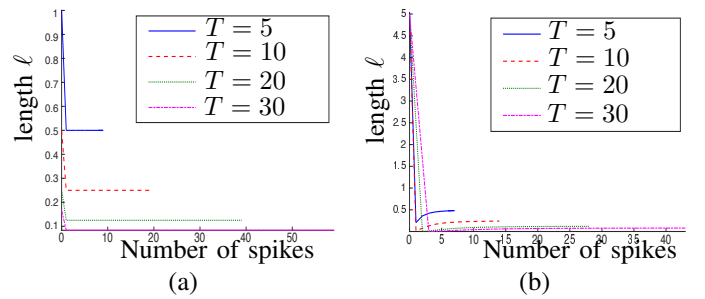 1
0.9
0.8
0.7
0.6
0.5
0.4
0.3
0.2
0.1
0 10 20 30 40 50
length ℓ
Number of spikes
T = 5
T = 10
T = 20
T = 30
(a)
5
4.5
4
3.5
3
2.5
2
1.5
1
0.5
0 5 10 15 20 25 30 35 40
length ℓ
Number of spikes
T = 5
T = 10
T = 20
T = 30
(b)